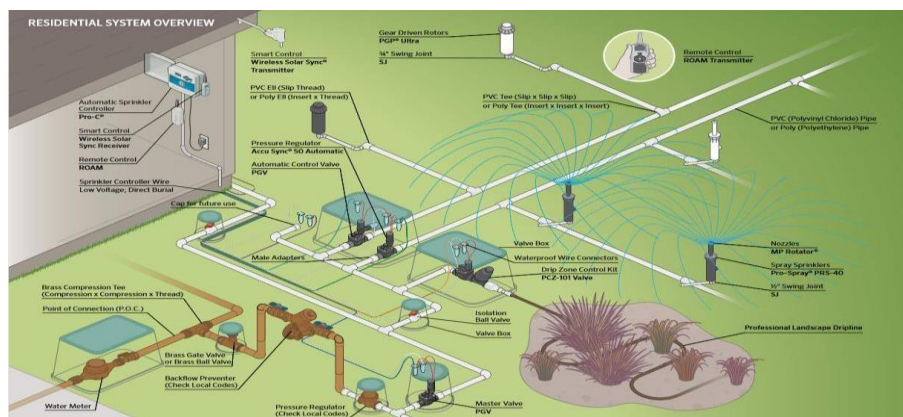 RESIDENTIAL SYSTEM OVERVIEW
Smart Control
Wireless Solar Sync®
Transmitter
Gear Driven Rotors
PGP® Ultra
¾" Swing Joint
SJ
Remote Control
ROAM Transmitter
Automatic Sprinkler
Controller
Pro-C®
Smart Control
Wireless Solar
Sync Receiver
Remote Control
ROAM
Sprinkler Controller Wire
Low Voltage; Direct Burial
PVC Ell (Slip Thread)
or Poly Ell (Insert x Thread)
Pressure Regulator
Accu Sync® 50 Automatic
Automatic Control Valve
PGV
PVC Tee (Slip x Slip x Slip)
or Poly Tee (Insert x Insert x Insert)
PVC (Polyvinyl Chloride) Pipe
or Poly (Polyethylene) Pipe
Cap for future use
Male Adapters
Valve Box
Waterproof Wire Connectors
Drip Zone Control Kit
PCZ-101 Valve
Nozzles
MP Rotator®
Spray Sprinklers
Pro-Spray® PRS-40
½" Swing Joint
SJ
Brass Compression Tee
(Compression x Compression x Thread)
Point of Connection (P.O.C.)
Isolation
Ball Valve
Valve Box
Professional Landscape Dripline
Brass Gate Valve
or Brass Ball Valve
Backflow Preventer
(Check Local Codes)
Water Meter
Pressure Regulator
(Check Local Codes)
Master Valve
PGV